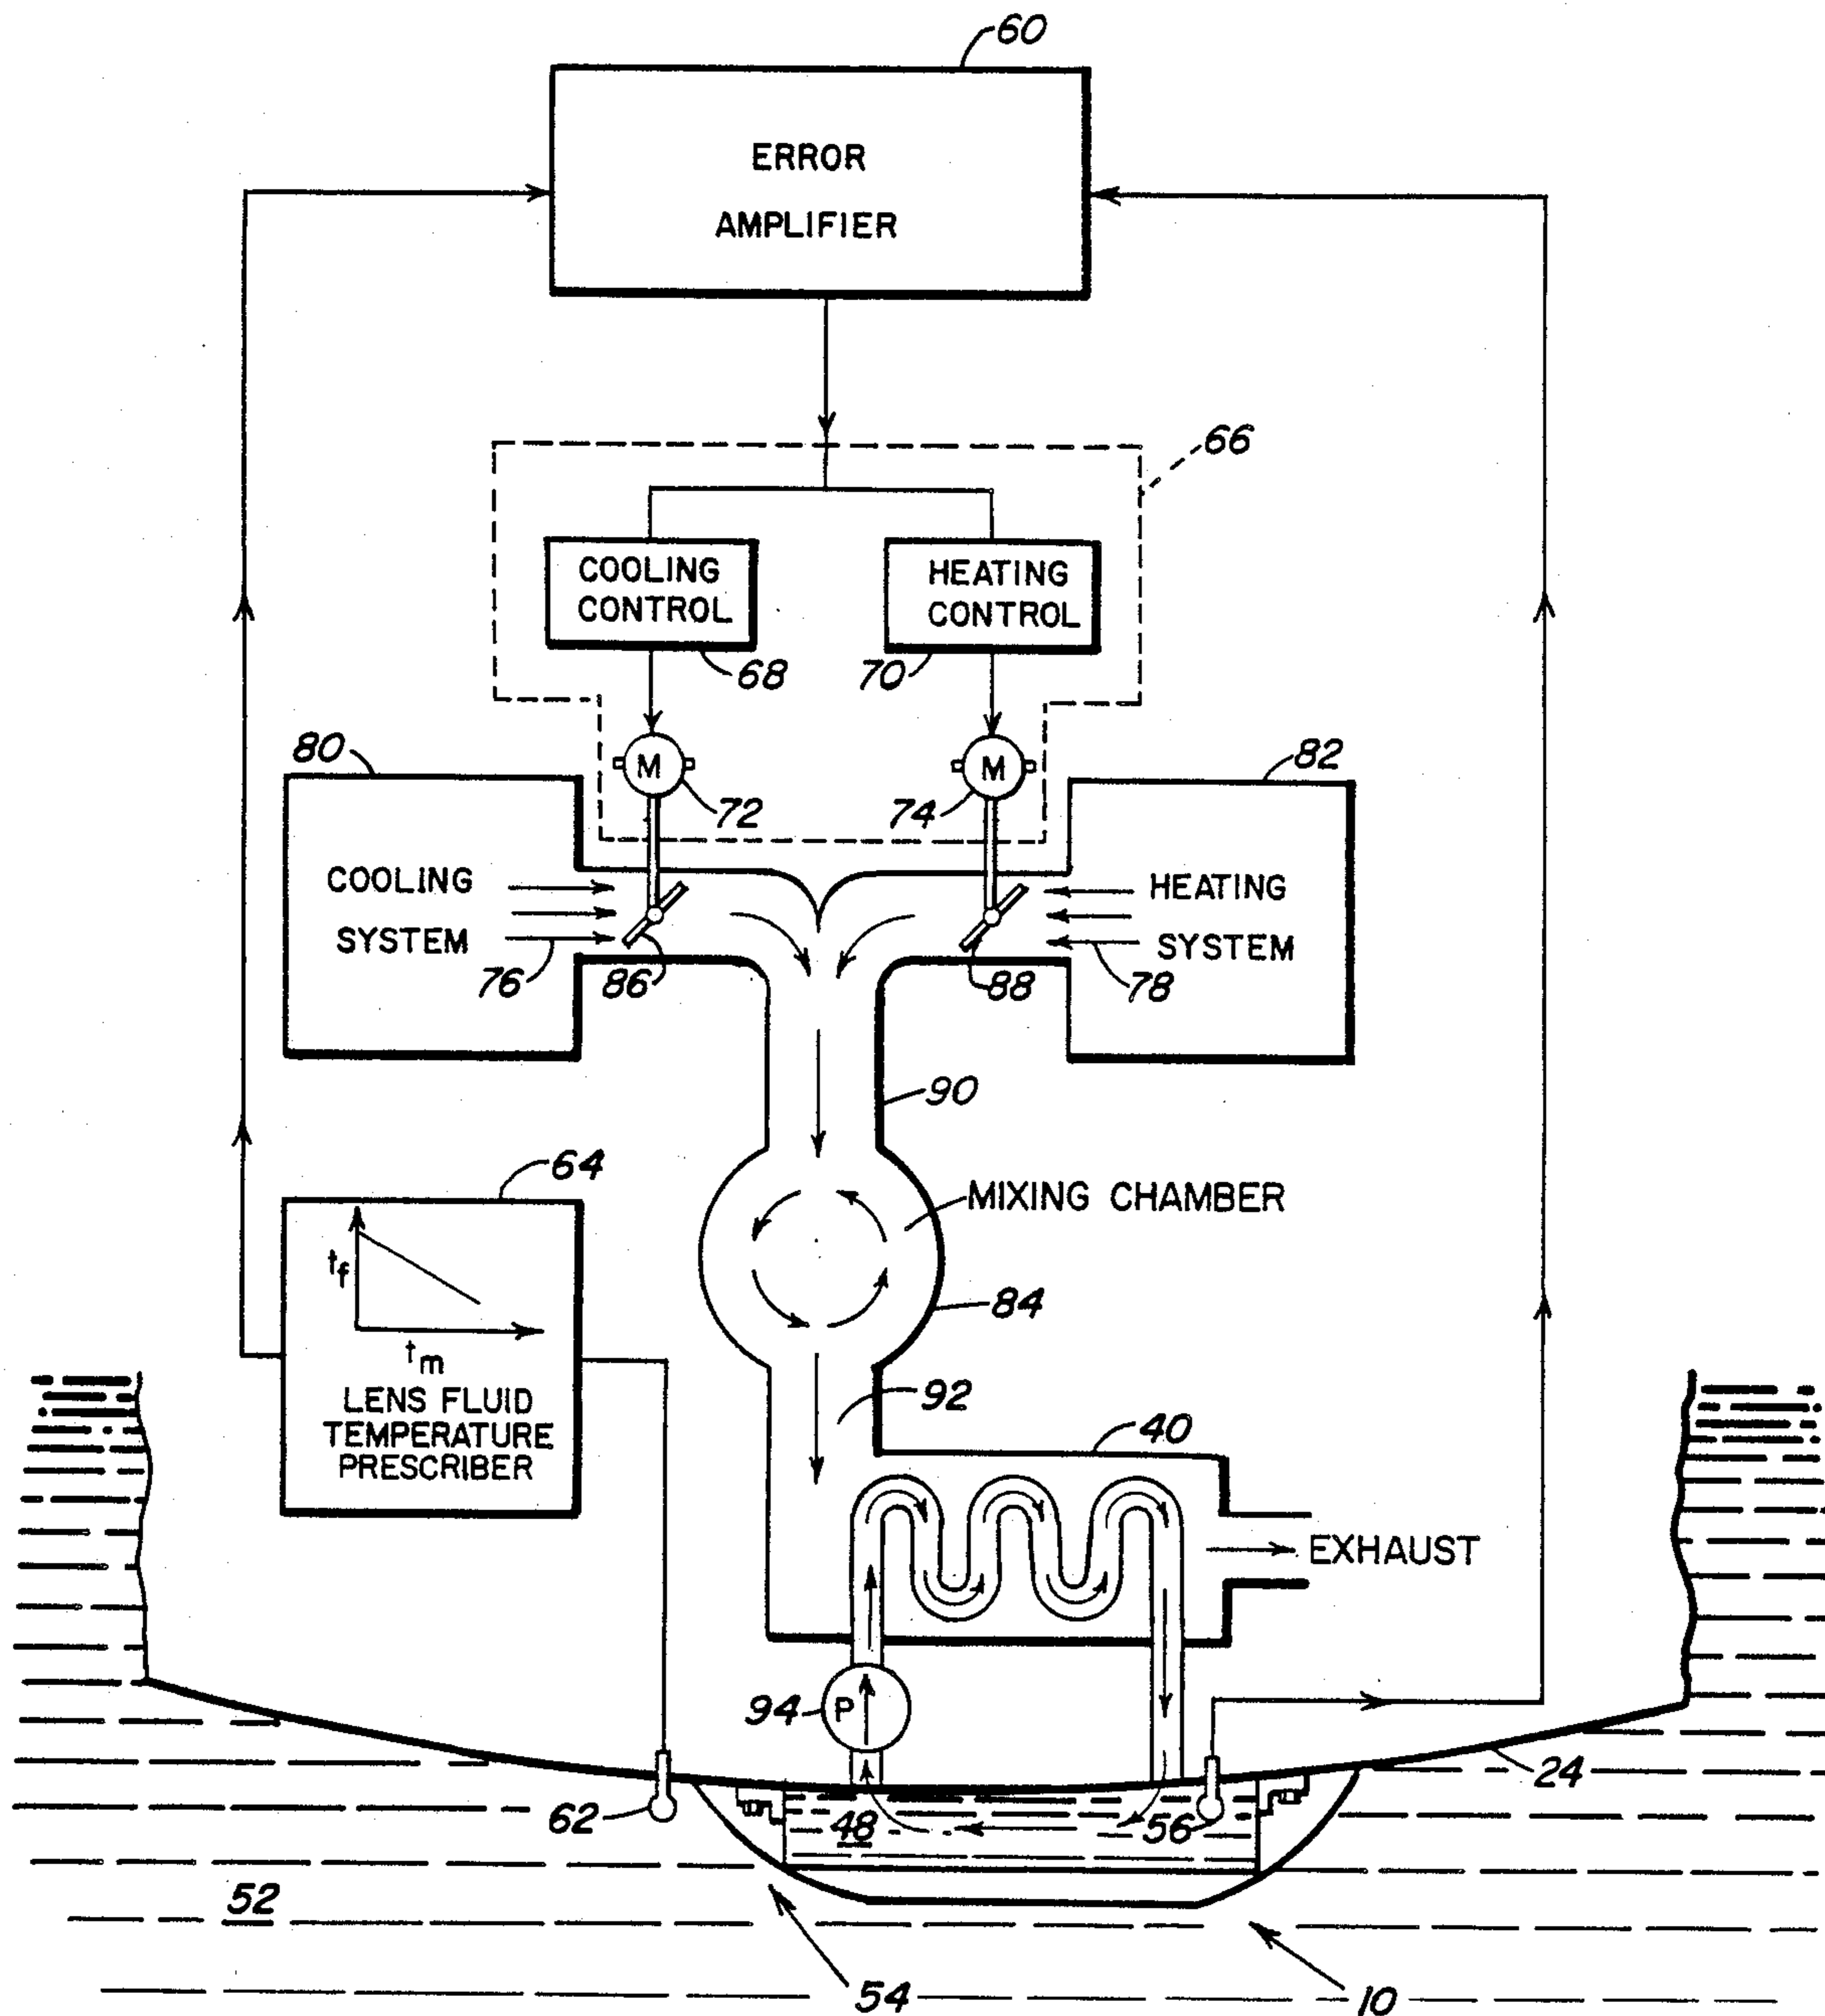 60
ERROR
AMPLIFIER
66
COOLING
CONTROL
HEATING
CONTROL
68
70
80
M
M
82
72
74
COOLING
SYSTEM
HEATING
SYSTEM
76
86
88
78
90
64
MIXING CHAMBER
tf
84
tm
LENS FLUID
TEMPERATURE
PRESCRIBER
92
40
EXHAUST
94
P
24
62
48
56
52
54
10